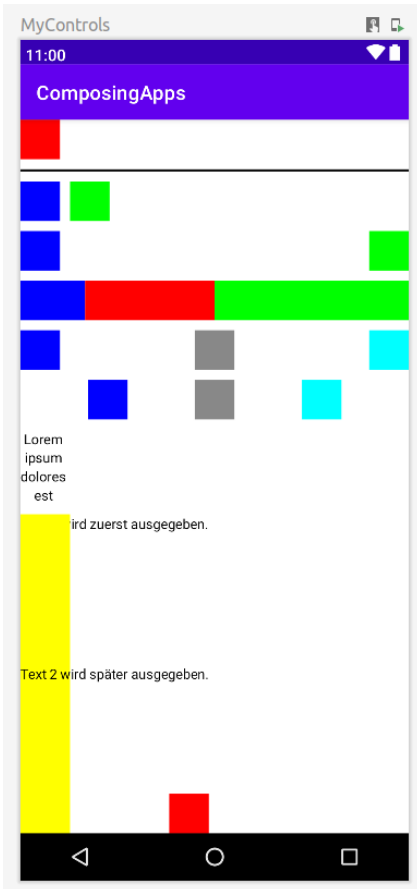 MyControls
11:00
ComposingApps
Lorem
ipsum
dolores
est
ird zuerst ausgegeben.
Text 2 wird später ausgegeben.